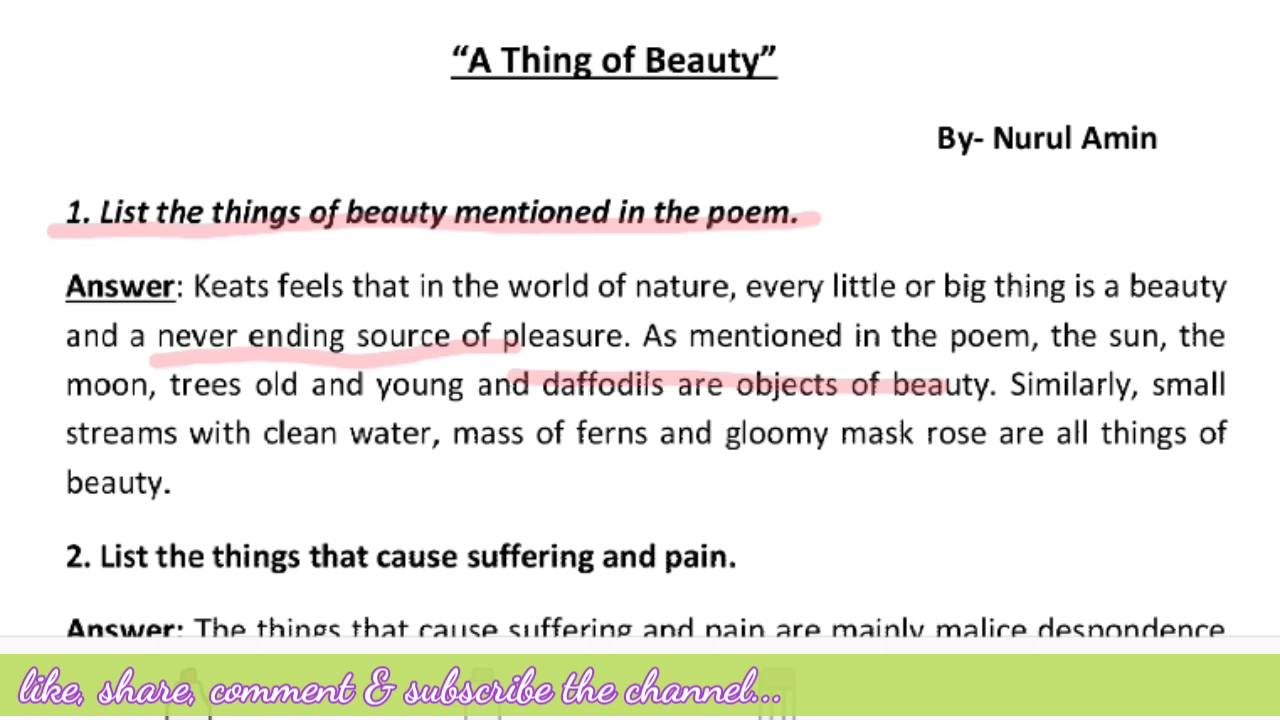 “A Thing of Beauty”
By- Nurul Amin
1. List the things of beauty mentioned in the poem.
Answer: Keats feels that in the world of nature, every little or big thing is a beauty
and a never ending source of pleasure. As mentioned in the poem, the sun, the
moon, trees old and young and daffodils are objects of beauty. Similarly, small
streams with clean water, mass of ferns and gloomy mask rose are all things of
beauty.
2. List the things that cause suffering and pain.
Answer: The things that cause suffering and pain are mainly malice despondence
like, share, comment & subscribe the channel...